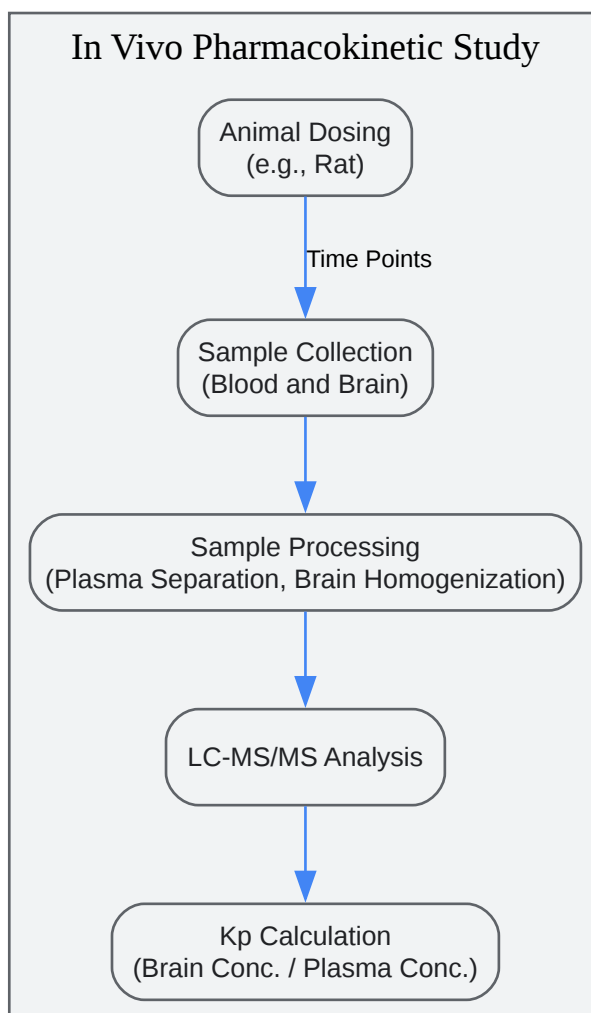 In Vivo Pharmacokinetic Study
Animal Dosing
(e.g., Rat)
Time Points
Sample Collection
(Blood and Brain)
Sample Processing
(Plasma Separation, Brain Homogenization)
LC-MS/MS Analysis
Kp Calculation
(Brain Conc. / Plasma Conc.)